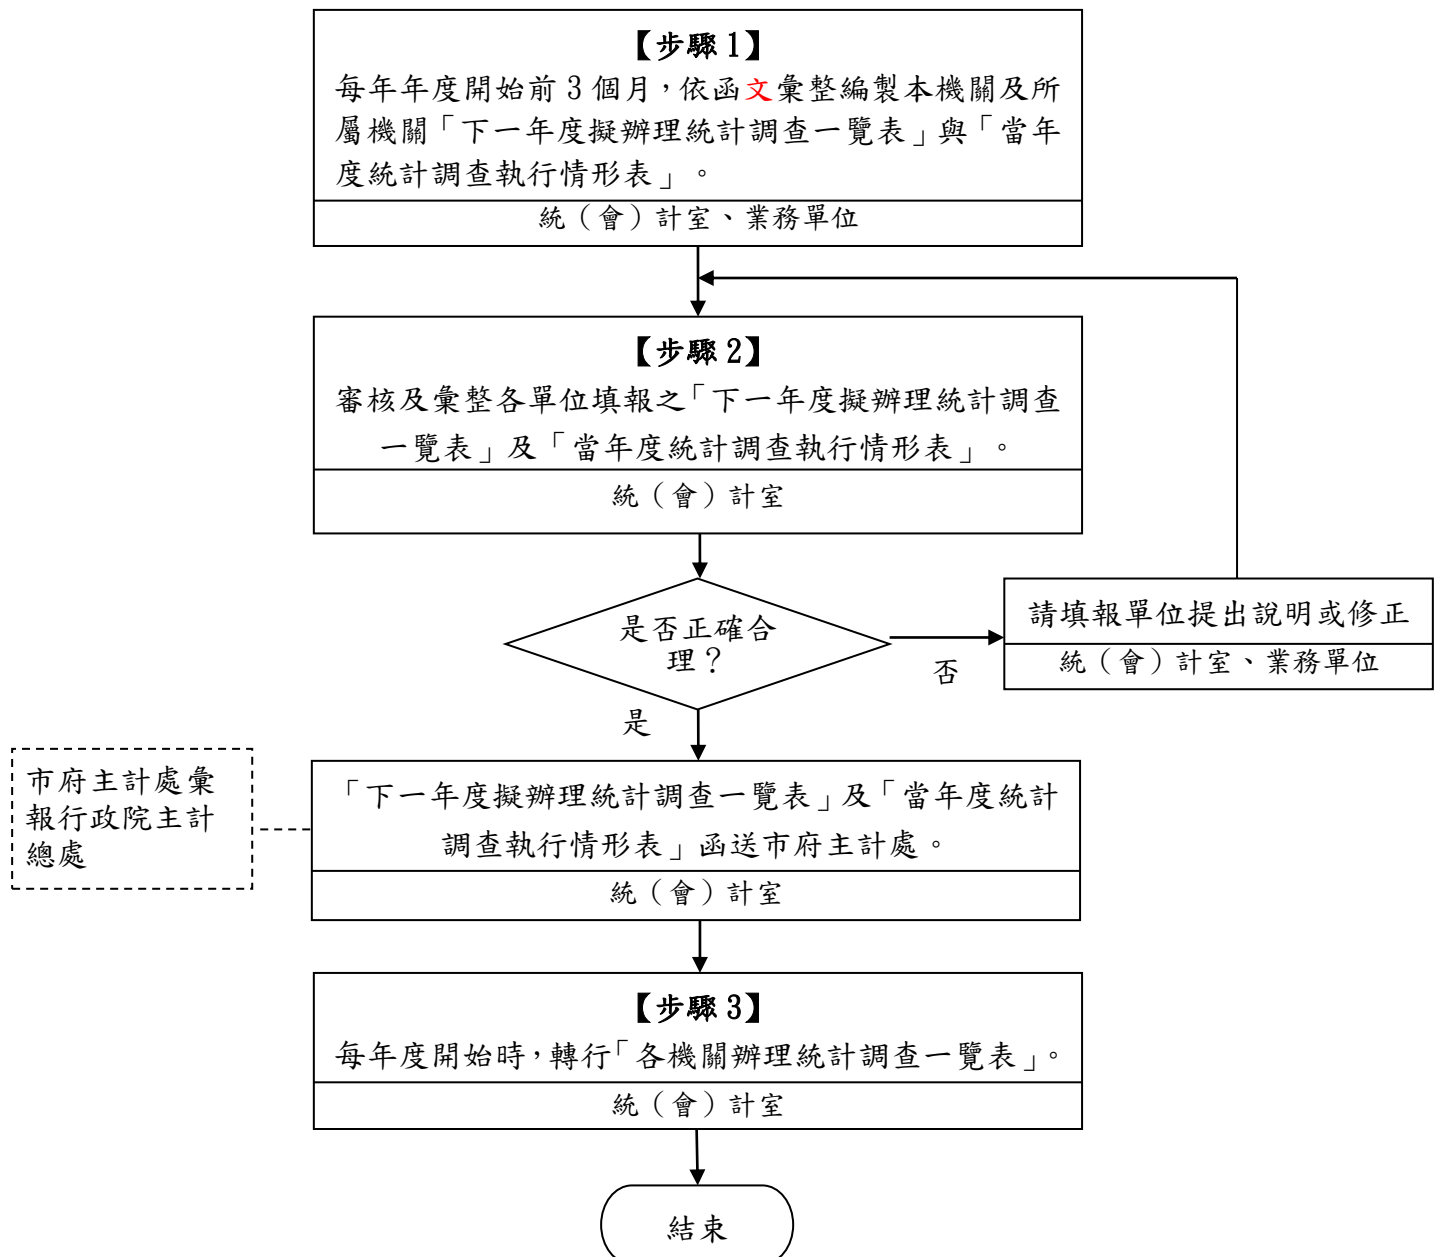 【步驟 1】
每年年度開始前 3 個月，依函文彙整編製本機關及所
屬機關「下一年度擬辦理統計調查一覽表」與「當年
度統計調查執行情形表」。
統（會）計室、業務單位
【步驟 2】
審核及彙整各單位填報之「下一年度擬辦理統計調查
一覽表」及「當年度統計調查執行情形表」。
統（會）計室
是否正確合
理？
否
請填報單位提出說明或修正
統（會）計室、業務單位
是
市府主計處彙
報行政院主計
總處
「下一年度擬辦理統計調查一覽表」及「當年度統計
調查執行情形表」函送市府主計處。
統（會）計室
【步驟 3】
每年度開始時，轉行「各機關辦理統計調查一覽表」。
統（會）計室
結束